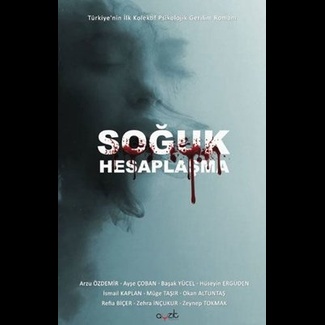 Türkiye'nin İlk Kolektif Psikolojik Gerilim Romanı
SOĞUK
HESAPLAŞMA
Arzu ÖZDEMİR - Ayşe ÇOBAN - Başak YÜCEL - Hüseyin ERGÜDEN
İsmail KAPLAN - Müge TAŞIR - Okan ALTUNTAŞ
Refia BİÇER - Zehra İNÇUKUR - Zeynep TOKMAK